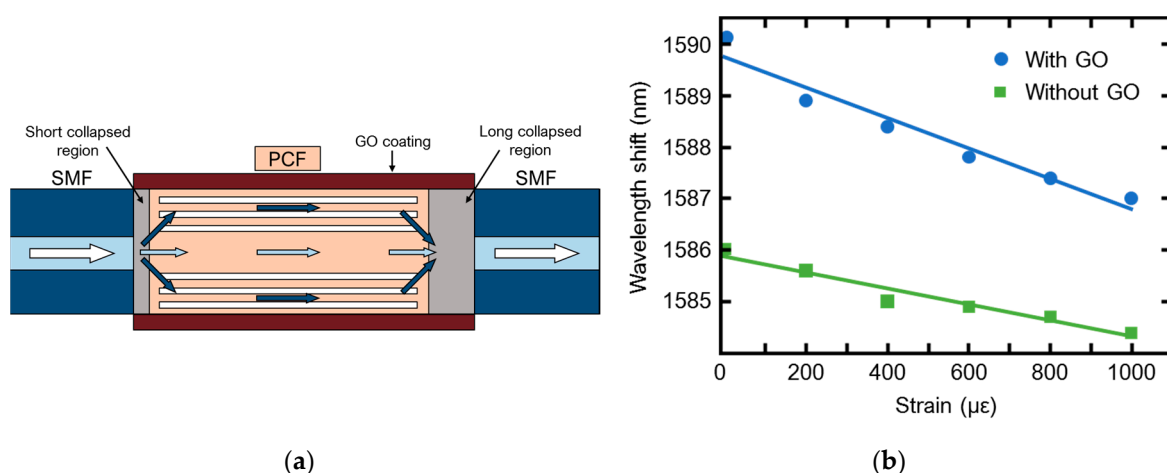 Short collapsed
region
SMF
PCF
GO coating
Long collapsed
region
SMF
(a)
Wavelength shift (nm)
1590
1589
1588
1587
1586
1585
With GO
Without GO
0 200 400 600 800 1000
Strain (με)
(b)